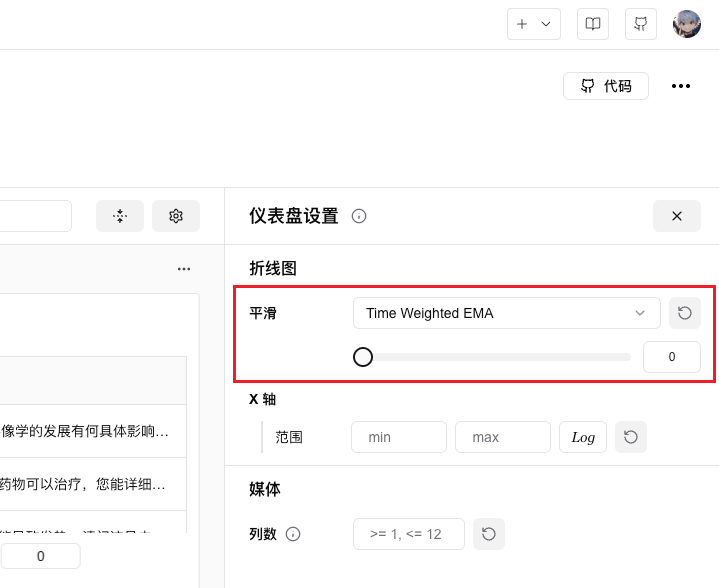 代码
仪表盘设置
折线图
平滑
Time Weighted EMA
0
X 轴
范围
min
max
Log
像学的发展有何具体影响...
药物可以治疗，您能详细...
媒体
列数
>= 1, <= 12
0